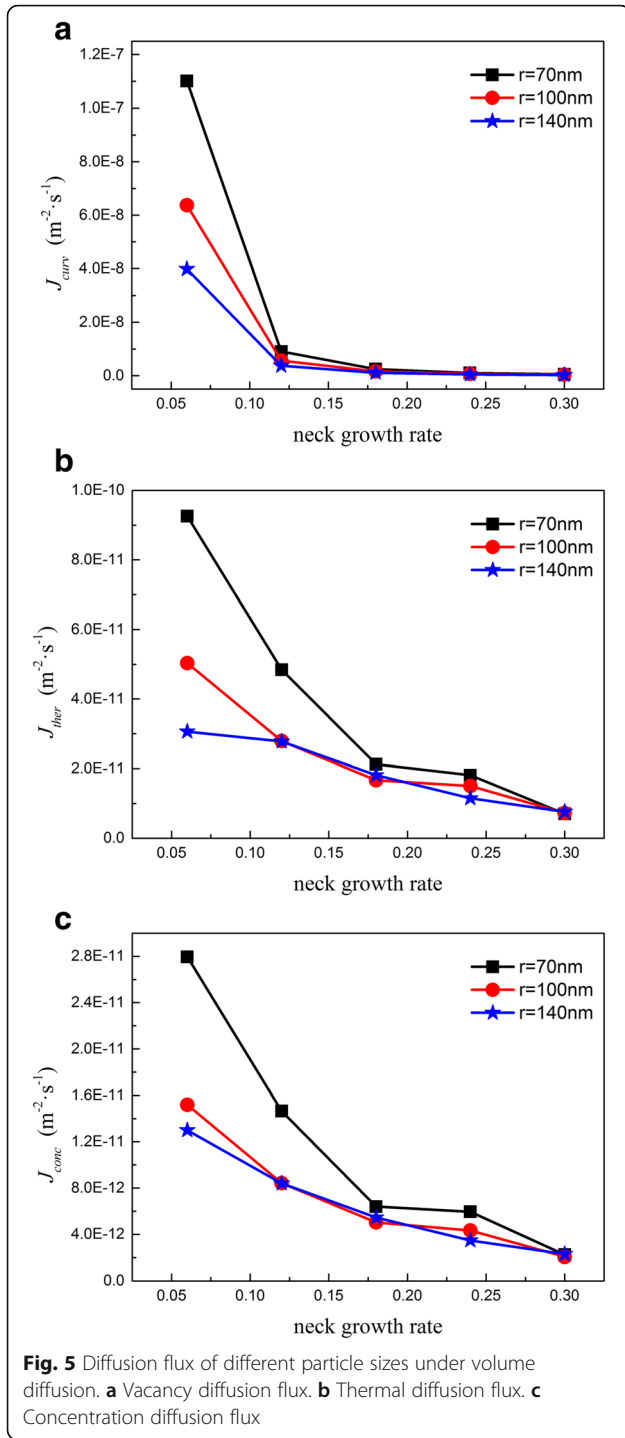 a
1.2E-7
1.0E-7
8.0E-8
6.0E-8
4.0E-8
2.0E-8
0.0
J_curv (m⁻²·s⁻¹)
r=70nm
r=100nm
r=140nm
0.05 0.10 0.15 0.20 0.25 0.30
neck growth rate
b
1.0E-10
8.0E-11
6.0E-11
4.0E-11
2.0E-11
0.0
J_ther (m⁻²·s⁻¹)
r=70nm
r=100nm
r=140nm
0.05 0.10 0.15 0.20 0.25 0.30
neck growth rate
c
2.8E-11
2.4E-11
2.0E-11
1.6E-11
1.2E-11
8.0E-12
4.0E-12
0.0
J_conc (m⁻²·s⁻¹)
r=70nm
r=100nm
r=140nm
0.05 0.10 0.15 0.20 0.25 0.30
neck growth rate
Fig. 5 Diffusion flux of different particle sizes under volume
diffusion. a Vacancy diffusion flux. b Thermal diffusion flux. c
Concentration diffusion flux